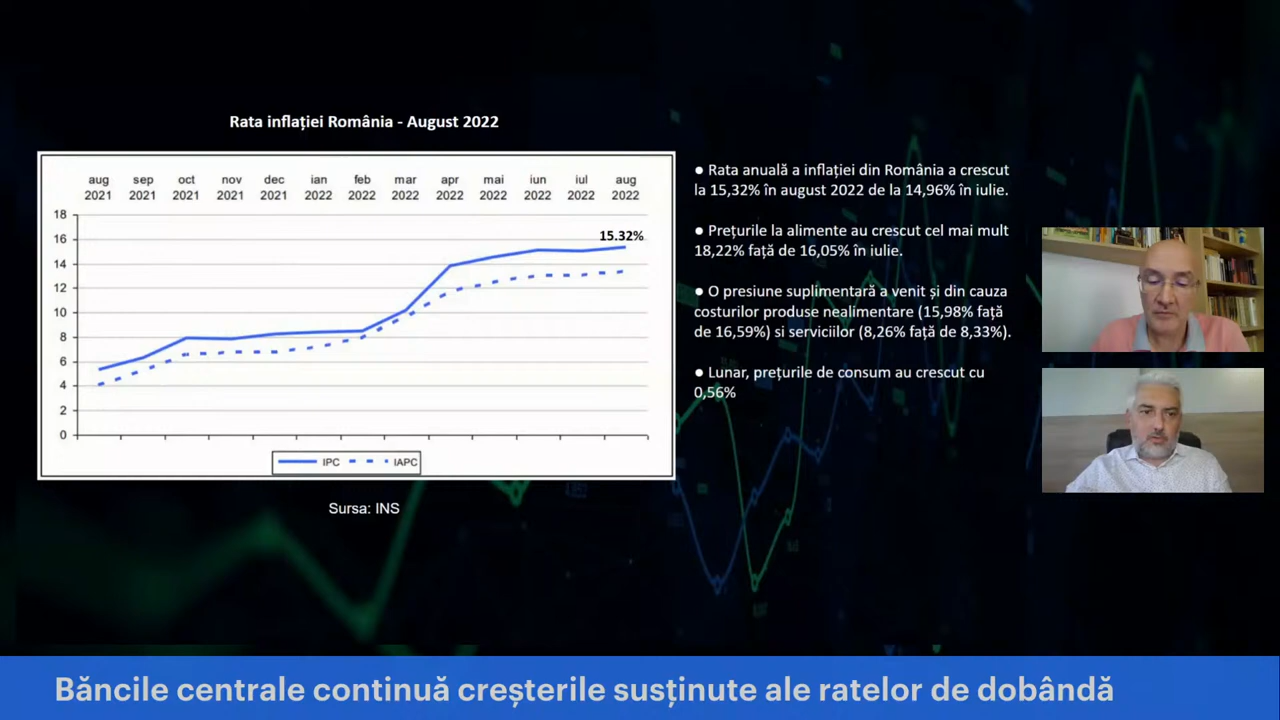 Rata inflației România - August 2022
aug sep oct nov dec ian feb mar apr mai iun iul aug
2021 2021 2021 2021 2021 2022 2022 2022 2022 2022 2022 2022 2022
18
16
14
12
10
8
6
4
2
0
15.32%
IPC IAPC
Sursa: INS
● Rata anuală a inflației din România a crescut
la 15,32% în august 2022 de la 14,96% în iulie.
● Prețurile la alimente au crescut cel mai mult
18,22% față de 16,05% în iulie.
● O presiune suplimentară a venit și din cauza
costurilor produse nealimentare (15,98% față
de 16,59%) si serviciilor (8,26% față de 8,33%).
● Lunar, prețurile de consum au crescut cu
0,56%
Băncile centrale continuă creșterile susținute ale ratelor de dobândă